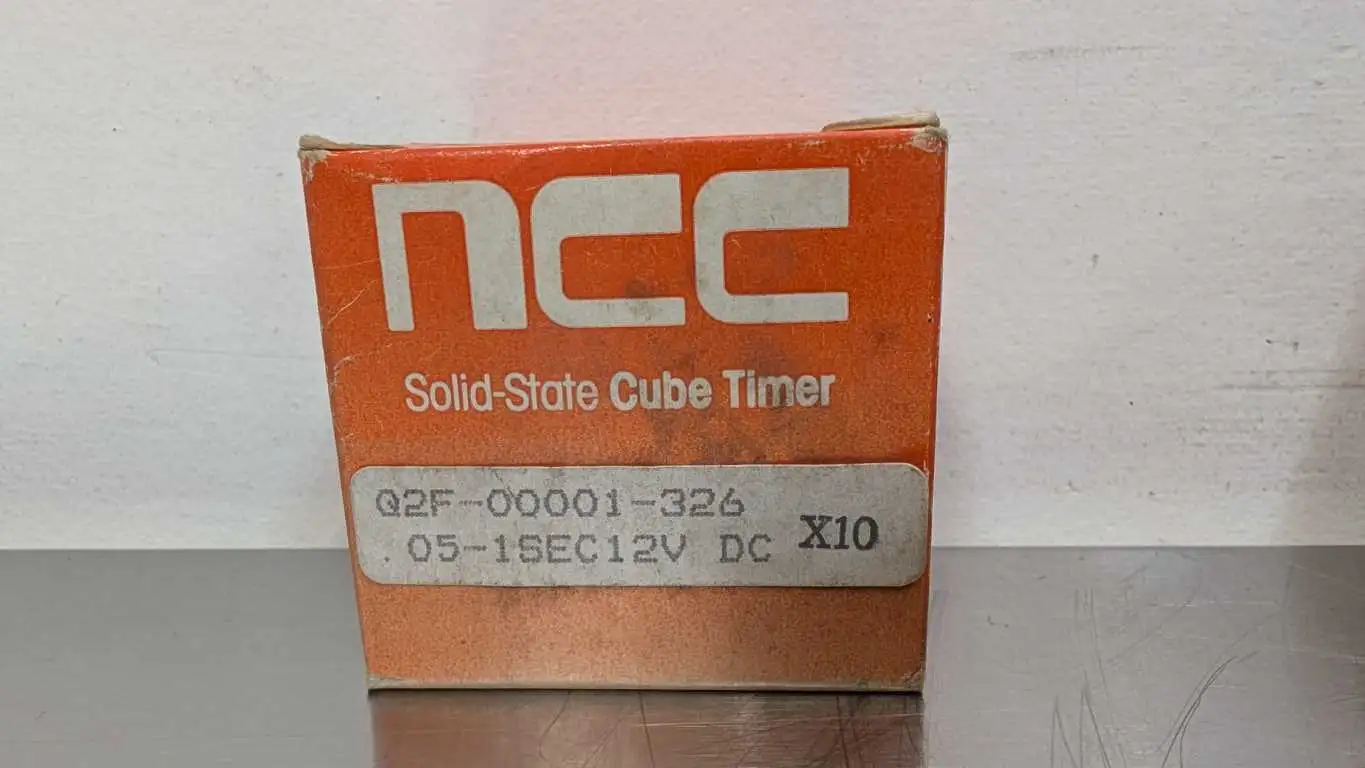 ncc
Solid-State Cube Timer
Q2F-00001-326
.05-1SEC12V DC X10